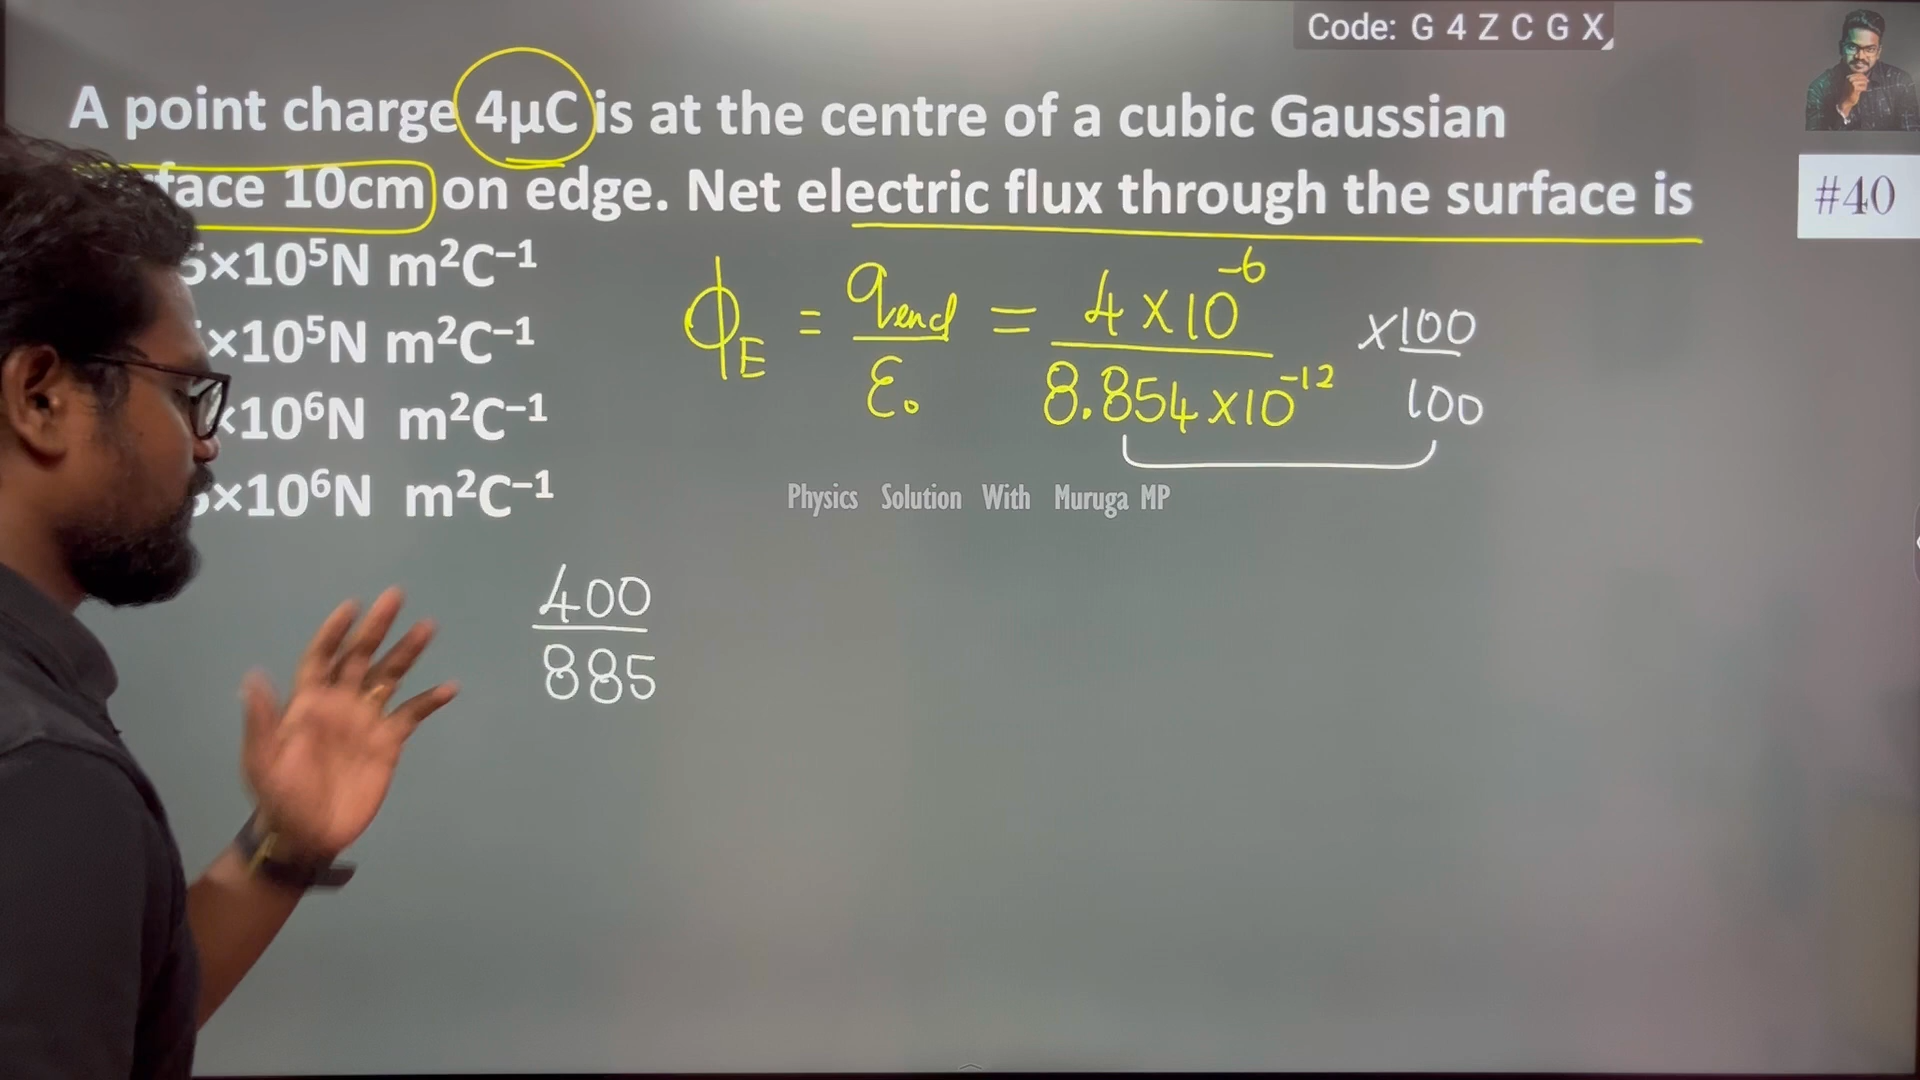 Code: G 4 Z C G X
A point charge 4μC is at the centre of a cubic Gaussian
face 10cm on edge. Net electric flux through the surface is
#40
5×10⁵N m²C⁻¹
×10⁵N m²C⁻¹
×10⁶N m²C⁻¹
×10⁶N m²C⁻¹
ϕE = qencl / ε₀ = 4 × 10⁻⁶ / 8.854 × 10⁻¹² × 100 / 100
Physics Solution With Muruga MP
400
885